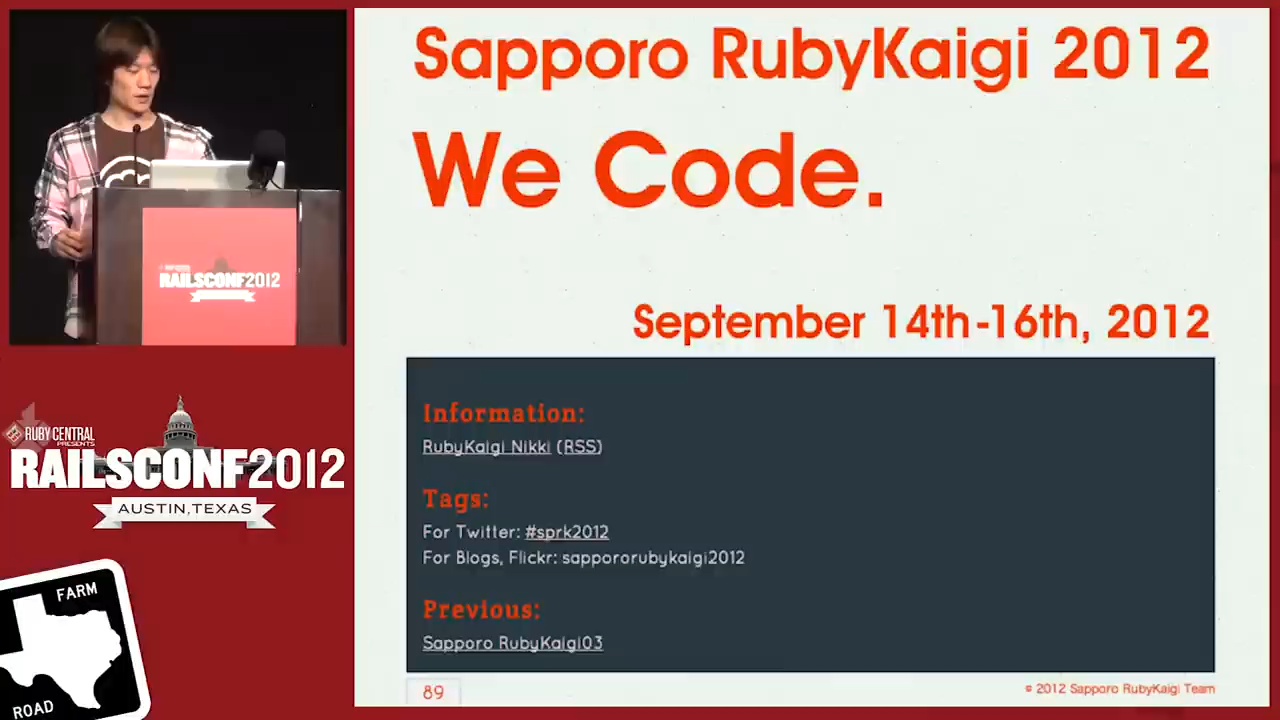 Sapporo RubyKaigi 2012
We Code.
September 14th-16th, 2012
Information:
RubyKaigi Nikki (RSS)
Tags:
For Twitter: #sprk2012
For Blogs, Flickr: sappororubykaigi2012
Previous:
Sapporo RubyKaigi03
89
© 2012 Sapporo RubyKaigi Team
RAILSCONF2012
RUBY CENTRAL
PRESENTS
RAILSCONF2012
AUSTIN, TEXAS
FARM
ROAD